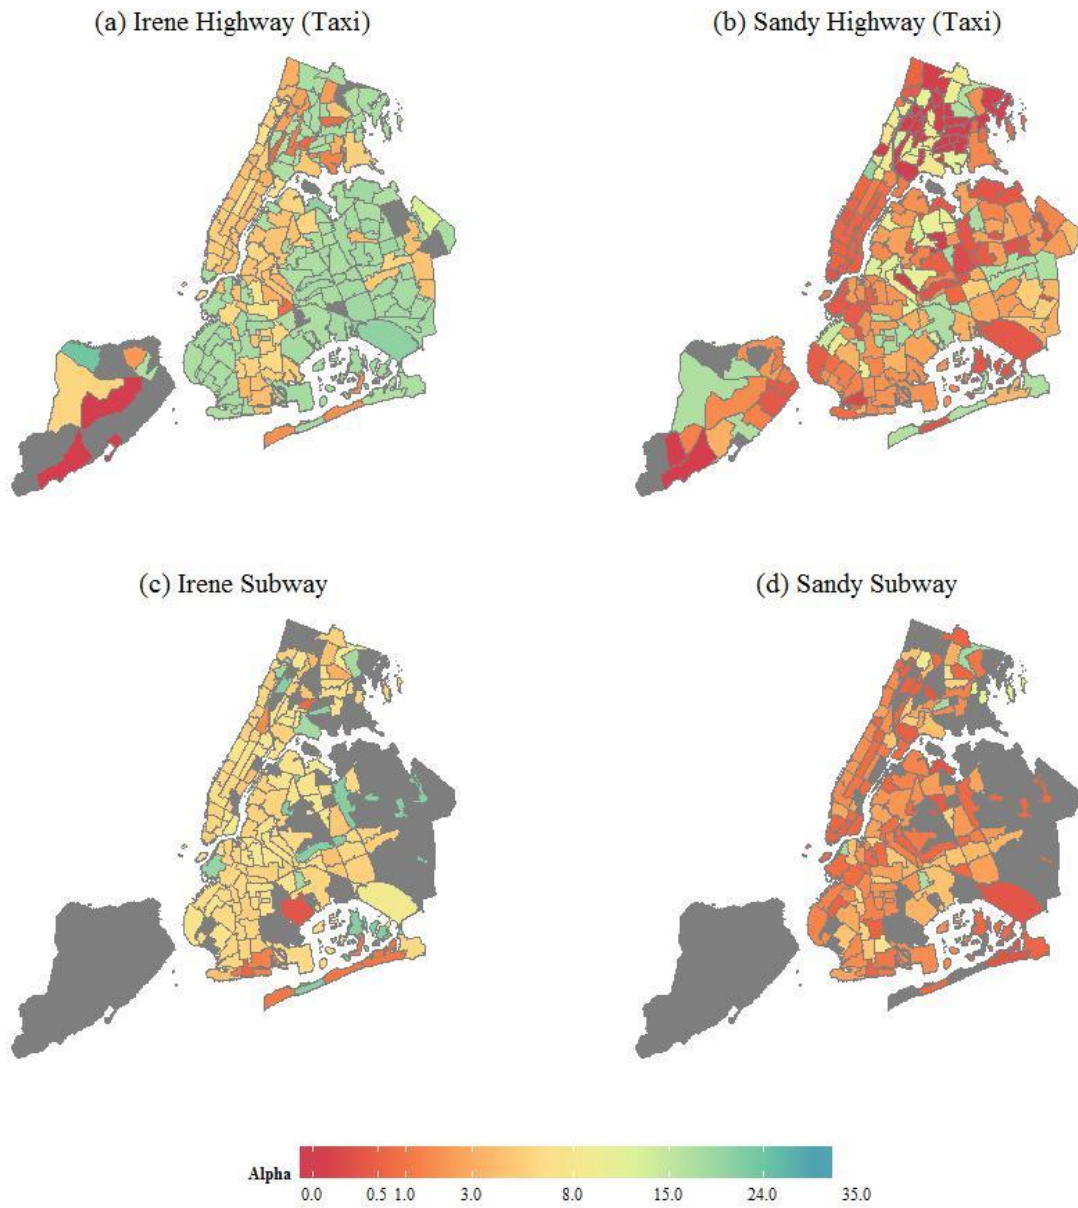 (a) Irene Highway (Taxi)
(b) Sandy Highway (Taxi)
(c) Irene Subway
(d) Sandy Subway
Alpha
0.0 0.5 1.0 3.0 8.0 15.0 24.0 35.0